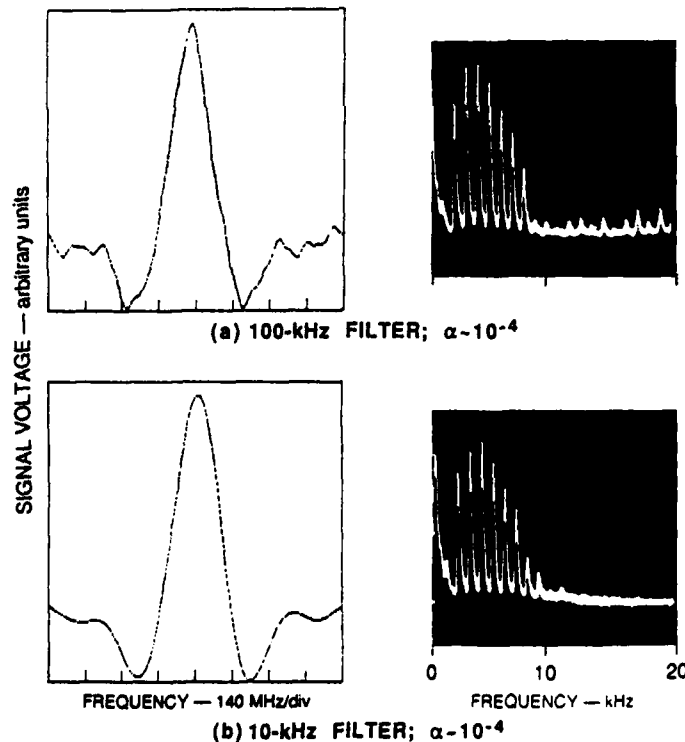 SIGNAL VOLTAGE — arbitrary units
(a) 100-kHz FILTER; α~10⁻⁴
0 10 20
FREQUENCY — 140 MHz/div
FREQUENCY — kHz
(b) 10-kHz FILTER; α~10⁻⁴